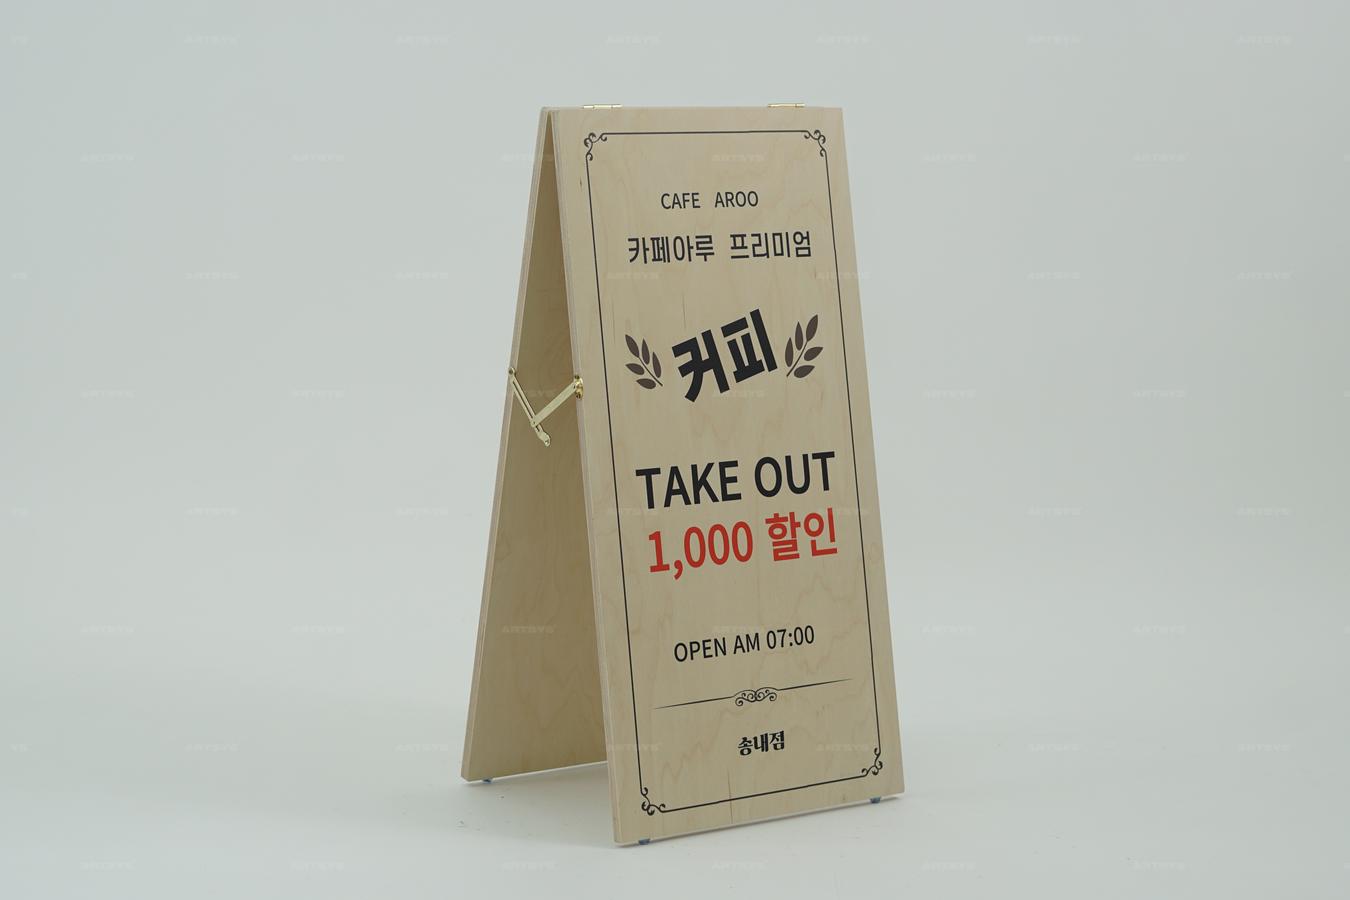 CAFE AROO
카페아루 프리미엄
커피
TAKE OUT
1,000 할인
OPEN AM 07:00
송내점